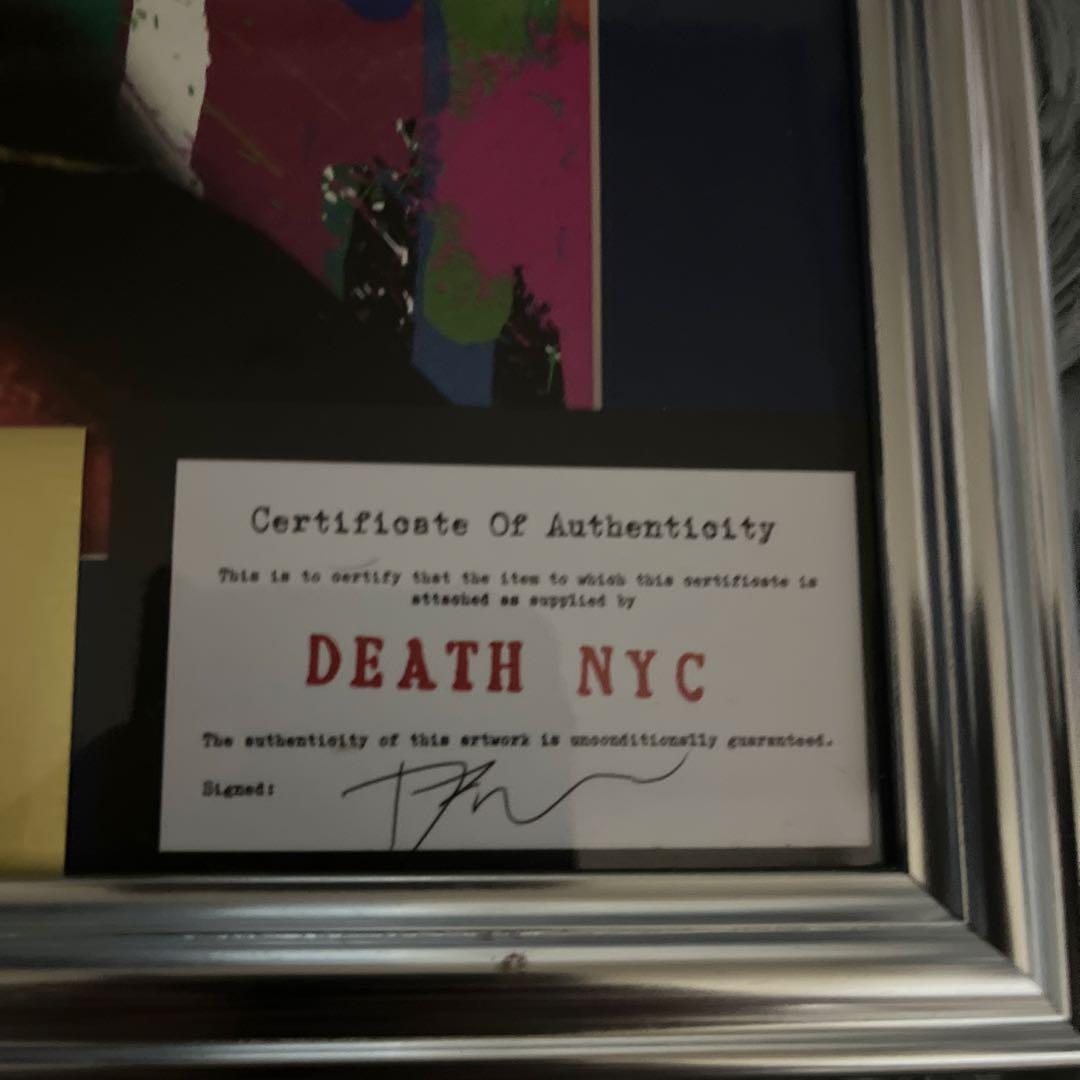 Certificate Of Authenticity
This is to certify that the item to which this certificate is
attached as supplied by
DEATH NYC
The authenticity of this artwork is unconditionally guaranteed.
Signed: